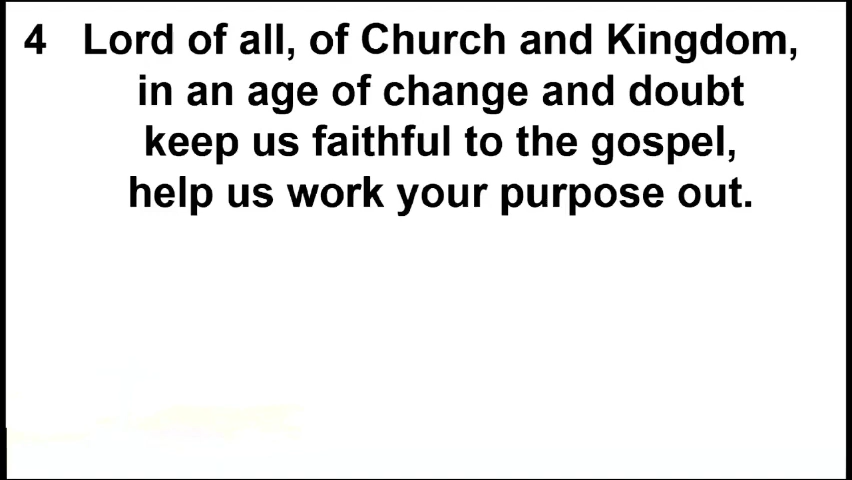 4 Lord of all, of Church and Kingdom,
in an age of change and doubt
keep us faithful to the gospel,
help us work your purpose out.